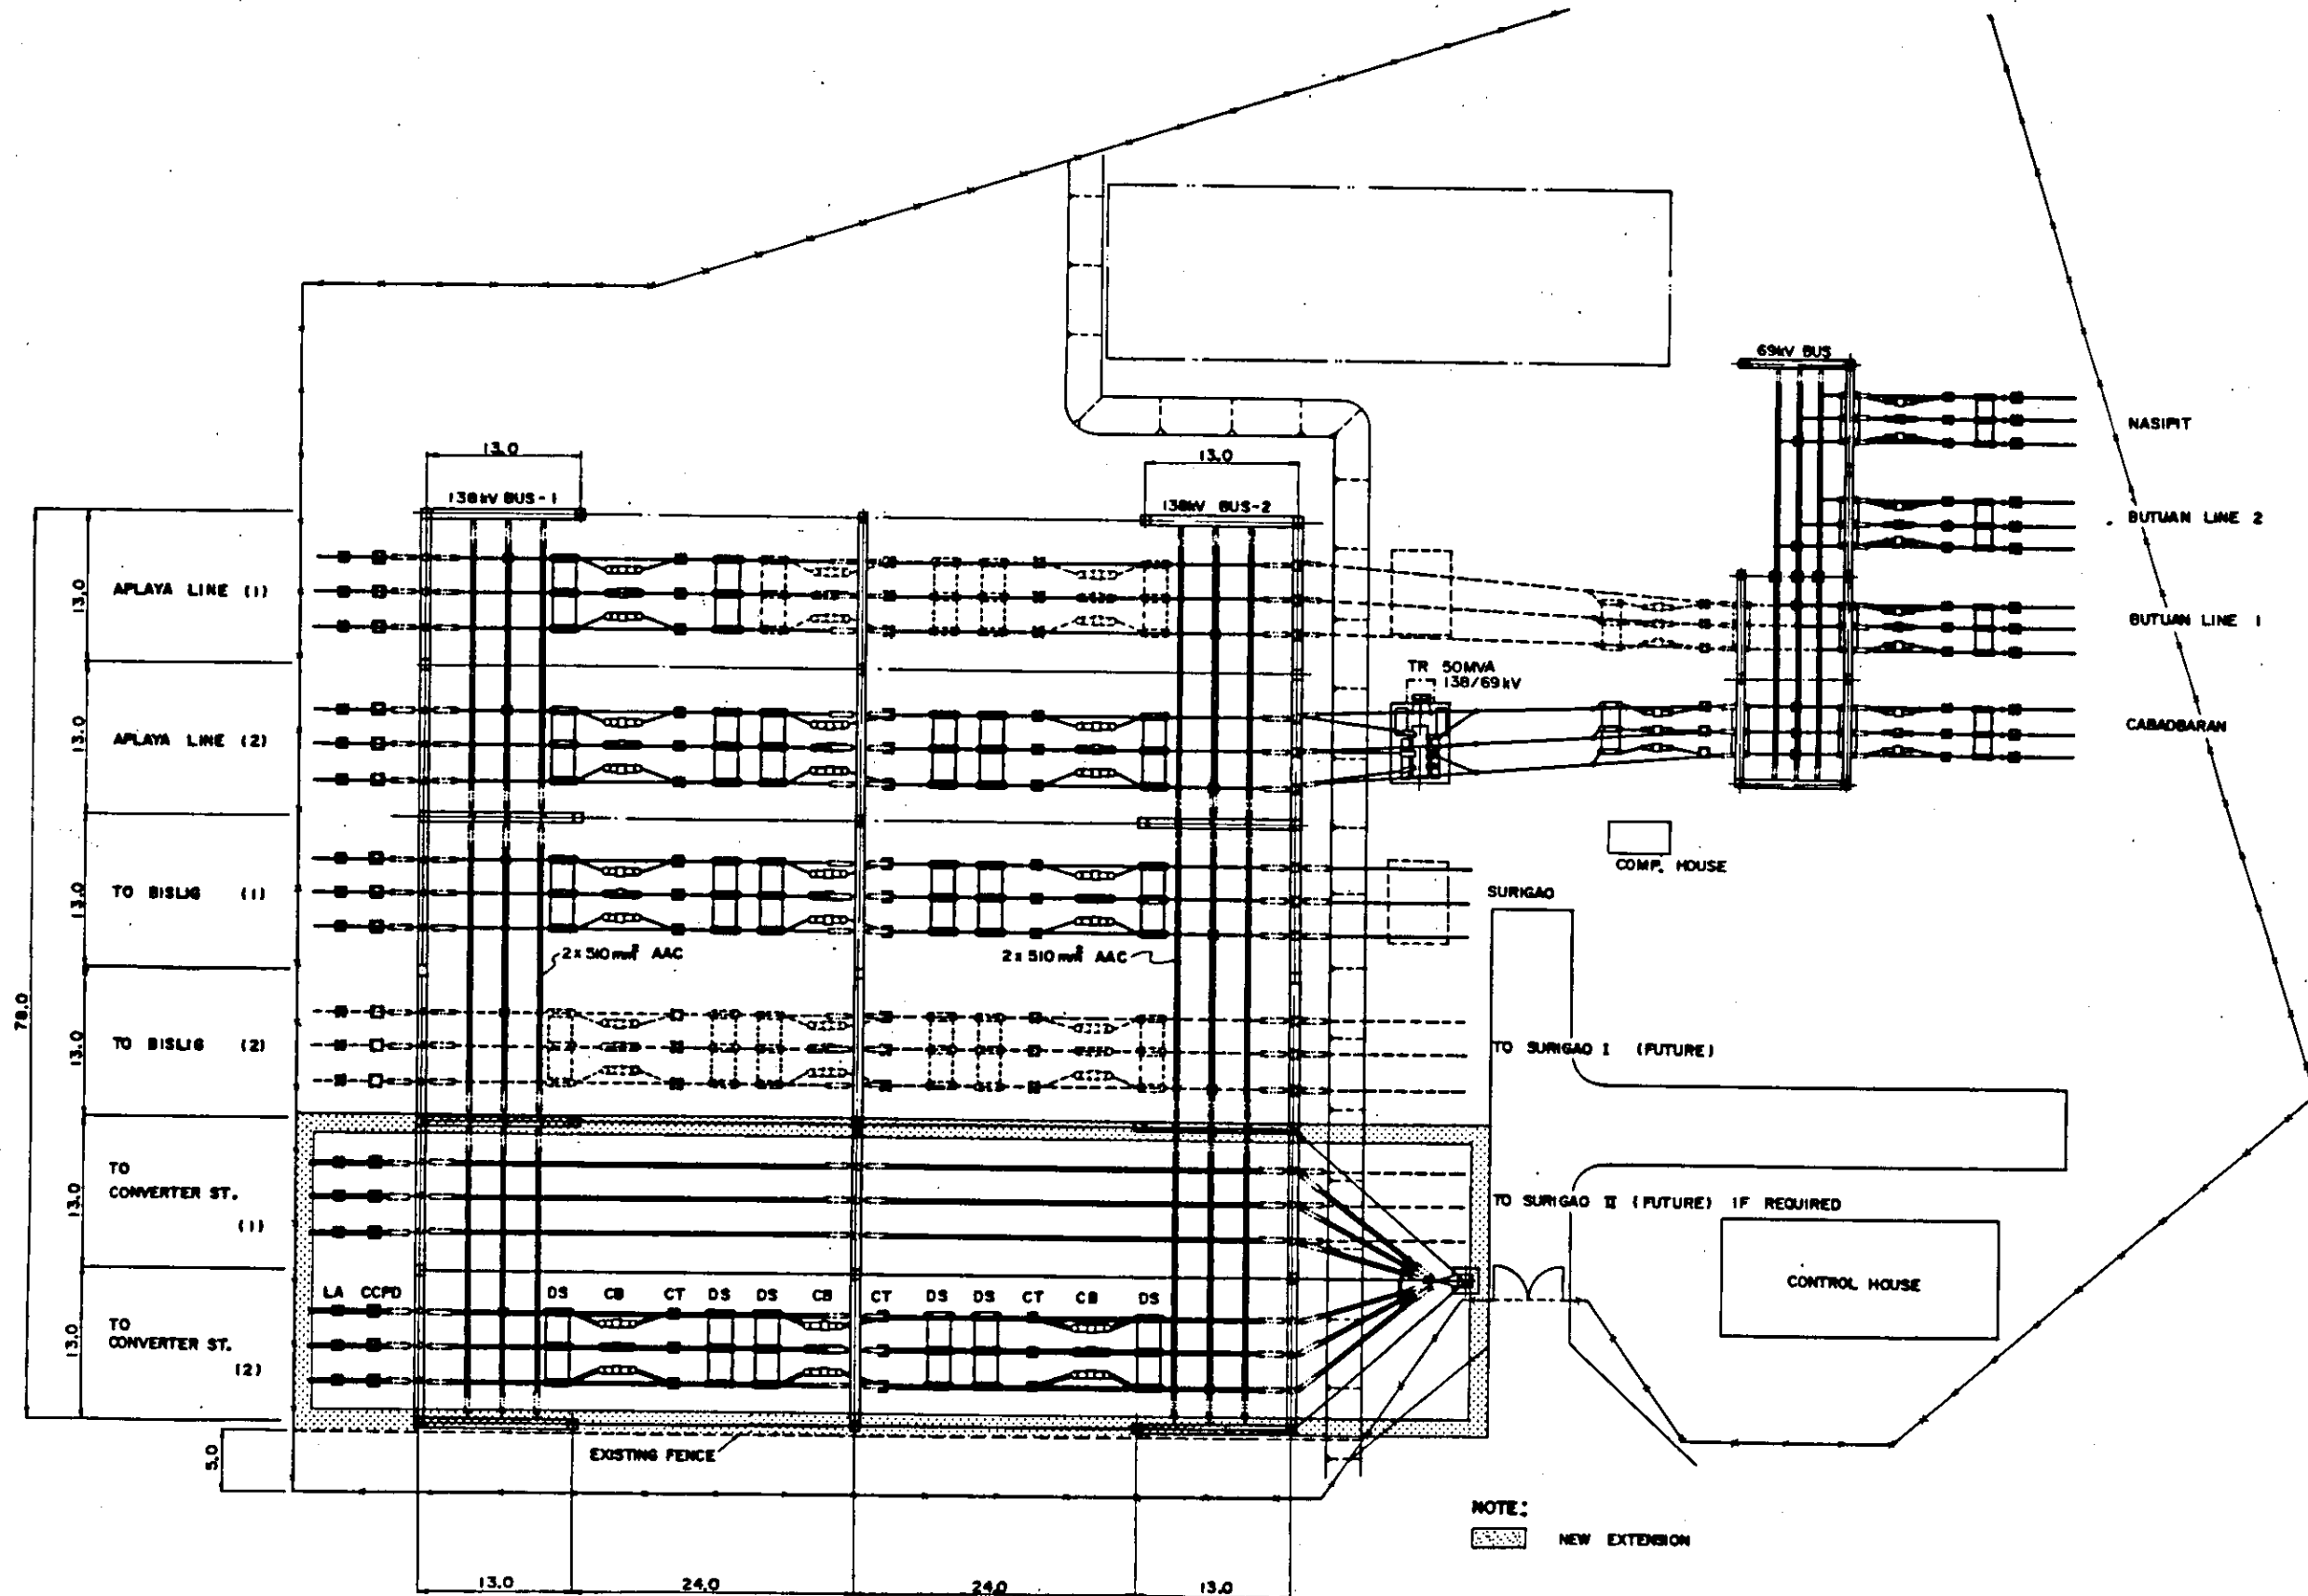 69kV BUS
NASIPIT
13.0
13.0
138kV BUS-1
138kV BUS-2
BUTUAN LINE 2
APLAYA LINE (1)
13.0
BUTUAN LINE 1
TR 50MVA
138/69kV
APLAYA LINE (2)
13.0
CABADBARAN
COMP. HOUSE
TO BISLIG (1)
13.0
SURIGAO
2x510mm² AAC
2x510mm² AAC
78.0
TO BISLIG (2)
13.0
TO SURIGAO I (FUTURE)
TO
CONVERTER ST.
(1)
13.0
TO SURIGAO II (FUTURE) IF REQUIRED
CONTROL HOUSE
LA CCPD DS CB CT DS DS CB CT DS DS CT CB DS
TO
CONVERTER ST.
(2)
13.0
EXISTING FENCE
5.0
NOTE:
NEW EXTENSION
13.0
24.0
24.0
13.0